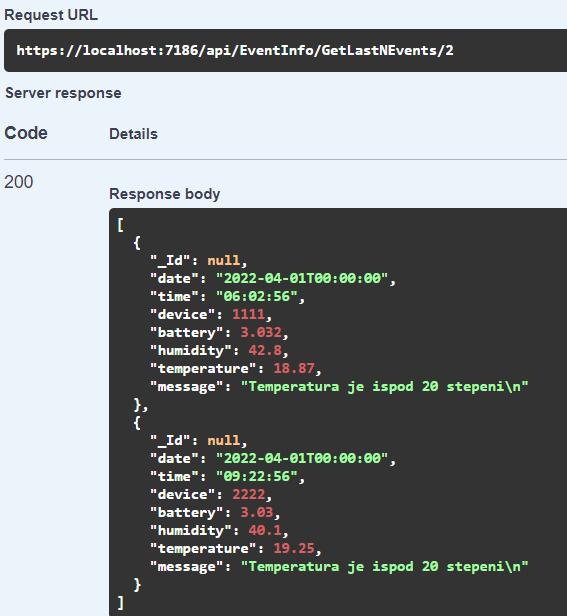 Request URL
https://localhost:7186/api/EventInfo/GetLastNEvents/2
Server response
Code Details
200
Response body
[
{
"_Id": null,
"date": "2022-04-01T00:00:00",
"time": "06:02:56",
"device": 1111,
"battery": 3.032,
"humidity": 42.8,
"temperature": 18.87,
"message": "Temperatura je ispod 20 stepeni\n"
},
{
"_Id": null,
"date": "2022-04-01T00:00:00",
"time": "09:22:56",
"device": 2222,
"battery": 3.03,
"humidity": 40.1,
"temperature": 19.25,
"message": "Temperatura je ispod 20 stepeni\n"
}
]